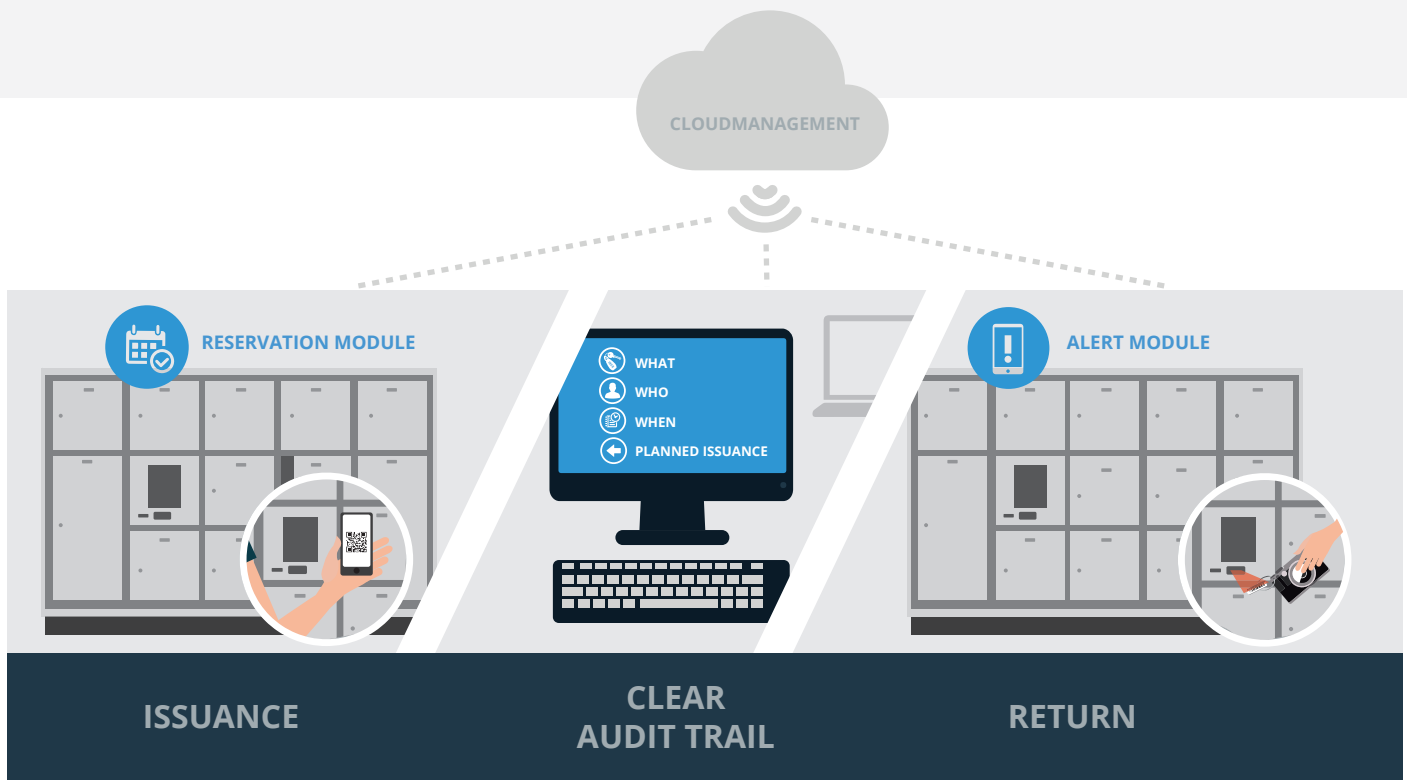 CLOUDMANAGEMENT
RESERVATION MODULE
WHAT
WHO
WHEN
PLANNED ISSUANCE
ALERT MODULE
ISSUANCE
CLEAR
AUDIT TRAIL
RETURN